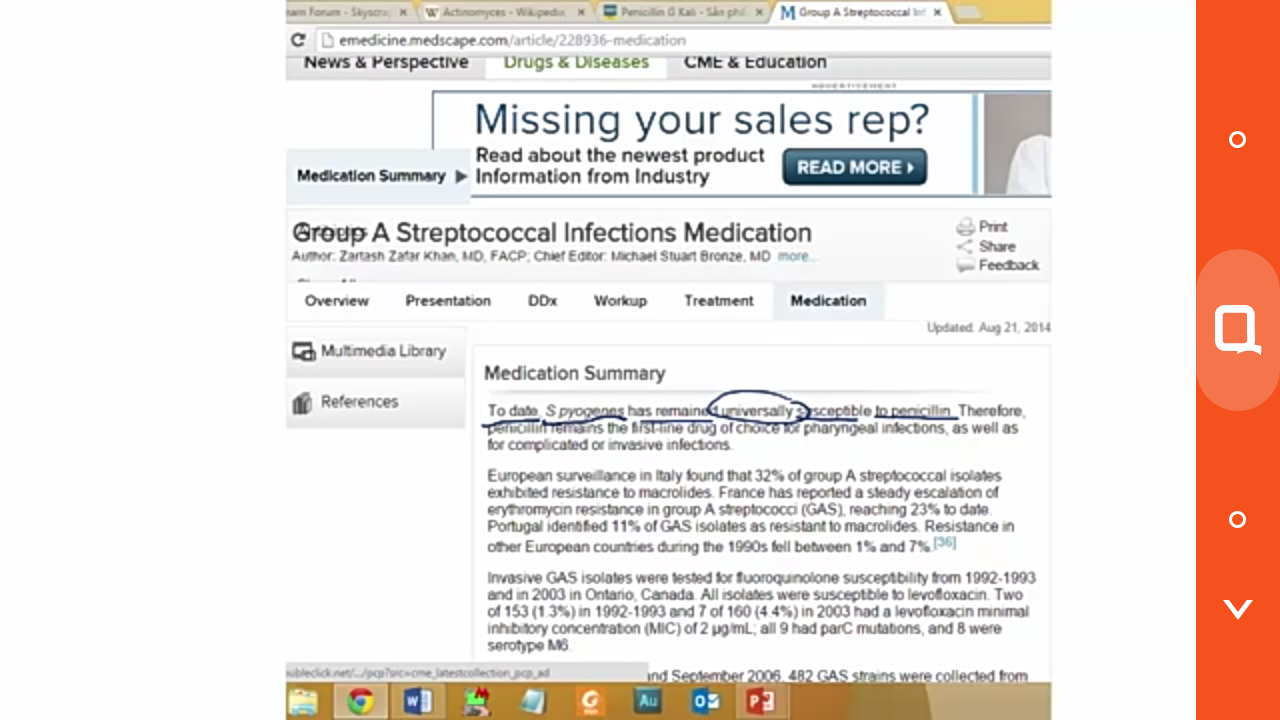 nam Forum - Skyscra
Actinomyces - Wikipedia
Penicillin G Kali - Sản ph
Group A Streptococcal In
emedicine.medscape.com/article/228936-medication
News & Perspective
Drugs & Diseases
CME & Education
ADVERTISEMENT
Missing your sales rep?
Read about the newest product
Information from Industry
READ MORE
Medication Summary
Group A Streptococcal Infections Medication
Author: Zartash Zafar Khan, MD, FACP; Chief Editor: Michael Stuart Bronze, MD more...
Print
Share
Feedback
Overview
Presentation
DDx
Workup
Treatment
Medication
Updated: Aug 21, 2014
Multimedia Library
References
Medication Summary
To date, S pyogenes has remained universally susceptible to penicillin. Therefore,
penicillin remains the first-line drug of choice for pharyngeal infections, as well as
for complicated or invasive infections.
European surveillance in Italy found that 32% of group A streptococcal isolates
exhibited resistance to macrolides. France has reported a steady escalation of
erythromycin resistance in group A streptococci (GAS), reaching 23% to date.
Portugal identified 11% of GAS isolates as resistant to macrolides. Resistance in
other European countries during the 1990s fell between 1% and 7%.[36]
Invasive GAS isolates were tested for fluoroquinolone susceptibility from 1992-1993
and in 2003 in Ontario, Canada. All isolates were susceptible to levofloxacin. Two
of 153 (1.3%) in 1992-1993 and 7 of 160 (4.4%) in 2003 had a levofloxacin minimal
inhibitory concentration (MIC) of 2 µg/mL; all 9 had parC mutations, and 8 were
serotype M6.
and September 2006, 482 GAS strains were collected from
ubleclick.net/.../pcp?src=cme_latestcollection_pcp_ad